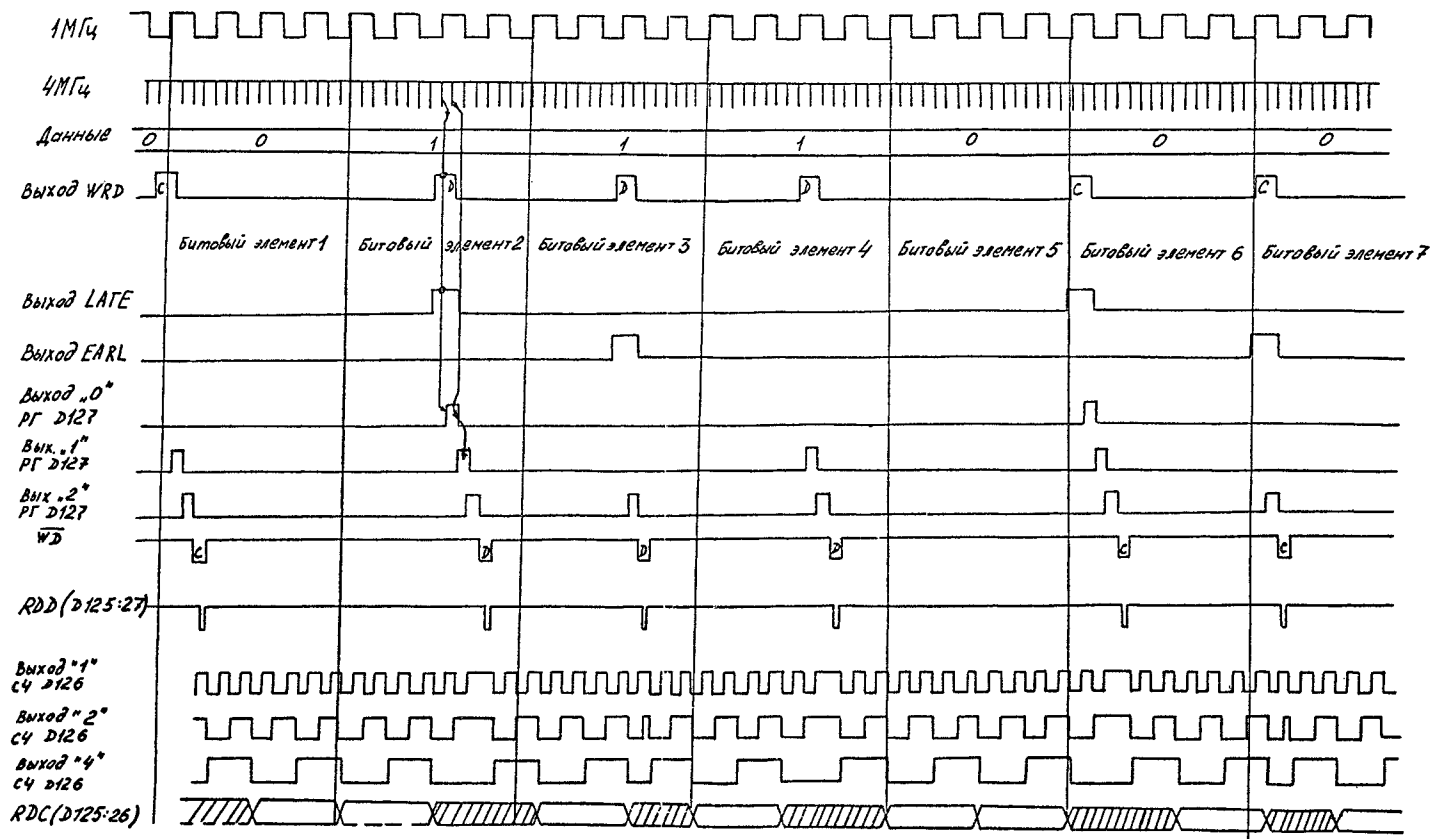 1МГц
4МГц
Данные 0 0 1 1 1 0 0 0
Выход WRD C D D D C C
Битовый элемент 1 Битовый элемент 2 Битовый элемент 3 Битовый элемент 4 Битовый элемент 5 Битовый элемент 6 Битовый элемент 7
Выход LATE
Выход EARL
Выход „0"
РГ D127
Вых. „1"
РГ D127
Вых „2"
РГ D127
WD C D D D C C
RDD (D125:27)
Выход "1"
СЧ D126
Выход "2"
СЧ D126
Выход "4"
СЧ D126
RDC (D125:26)